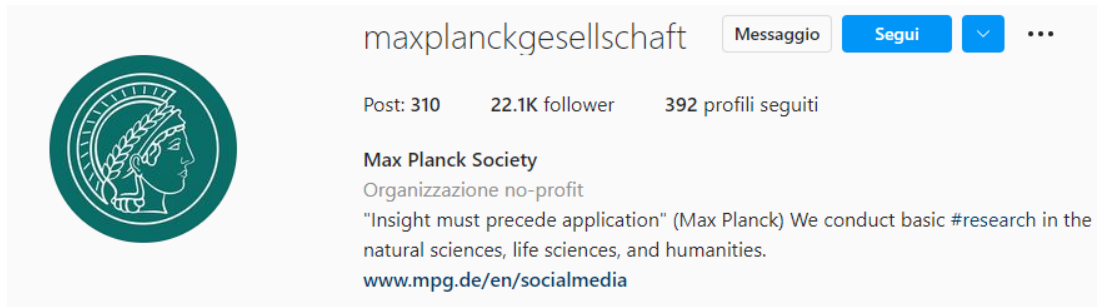 maxplanckgesellschaft Messaggio Segui
Post: 310 22.1K follower 392 profili seguiti
Max Planck Society
Organizzazione no-profit
"Insight must precede application" (Max Planck) We conduct basic #research in the
natural sciences, life sciences, and humanities.
www.mpg.de/en/socialmedia